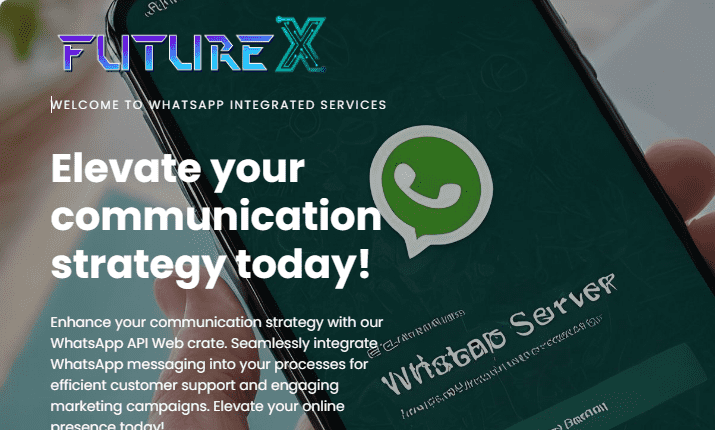 FUTUREX
WELCOME TO WHATSAPP INTEGRATED SERVICES
Elevate your
communication
strategy today!
Enhance your communication strategy with our
WhatsApp API Web crate. Seamlessly integrate
WhatsApp messaging into your processes for
efficient customer support and engaging
marketing campaigns. Elevate your online
presence today!
Server